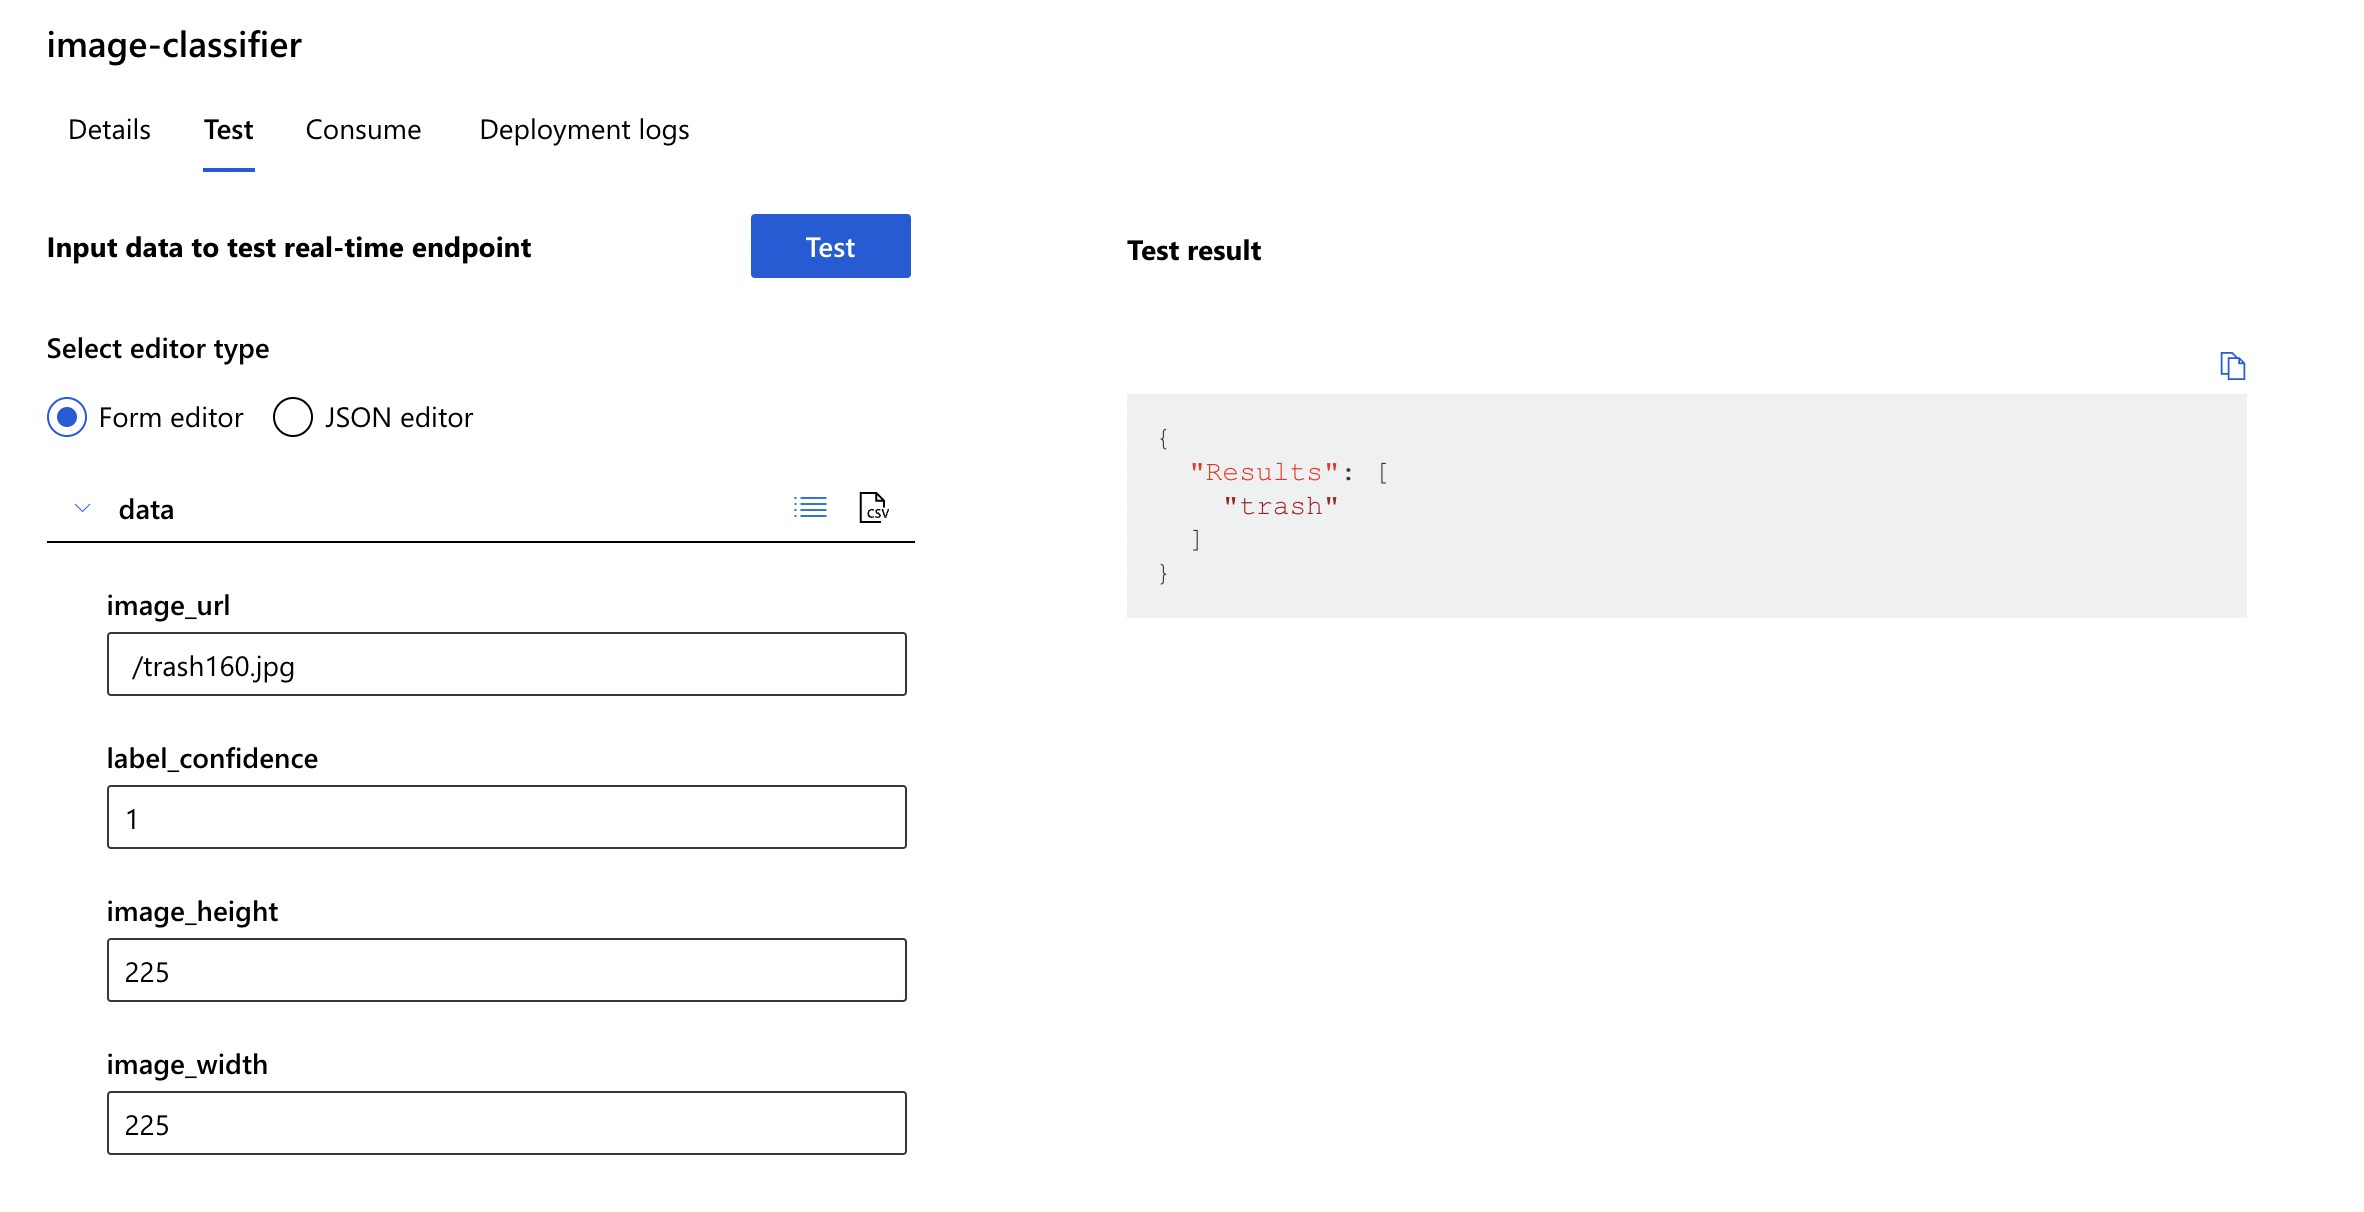 image-classifier
Details Test Consume Deployment logs
Input data to test real-time endpoint
Test
Select editor type
Form editor JSON editor
data
CSV
image_url
/trash160.jpg
label_confidence
1
image_height
225
image_width
225
Test result
{
"Results": [
"trash"
]
}